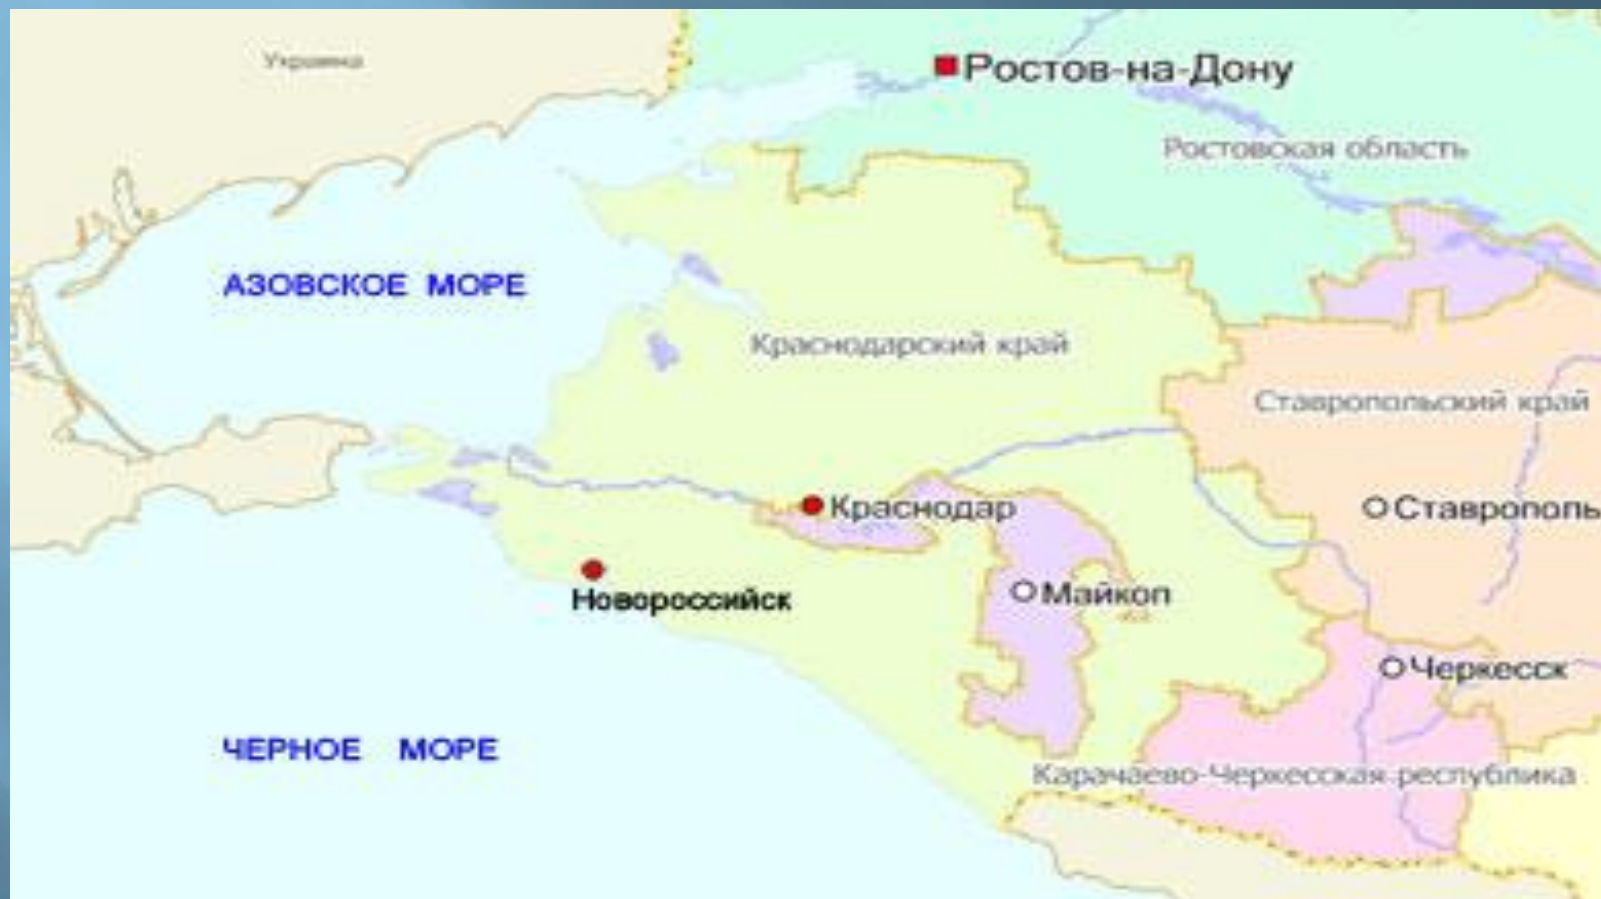 Украина
Ростов-на-Дону
Ростовская область
АЗОВСКОЕ МОРЕ
Краснодарский край
Ставропольский край
Краснодар
Ставрополь
Новороссийск
Майкоп
Черкесск
ЧЕРНОЕ МОРЕ
Карачаево-Черкесская республика